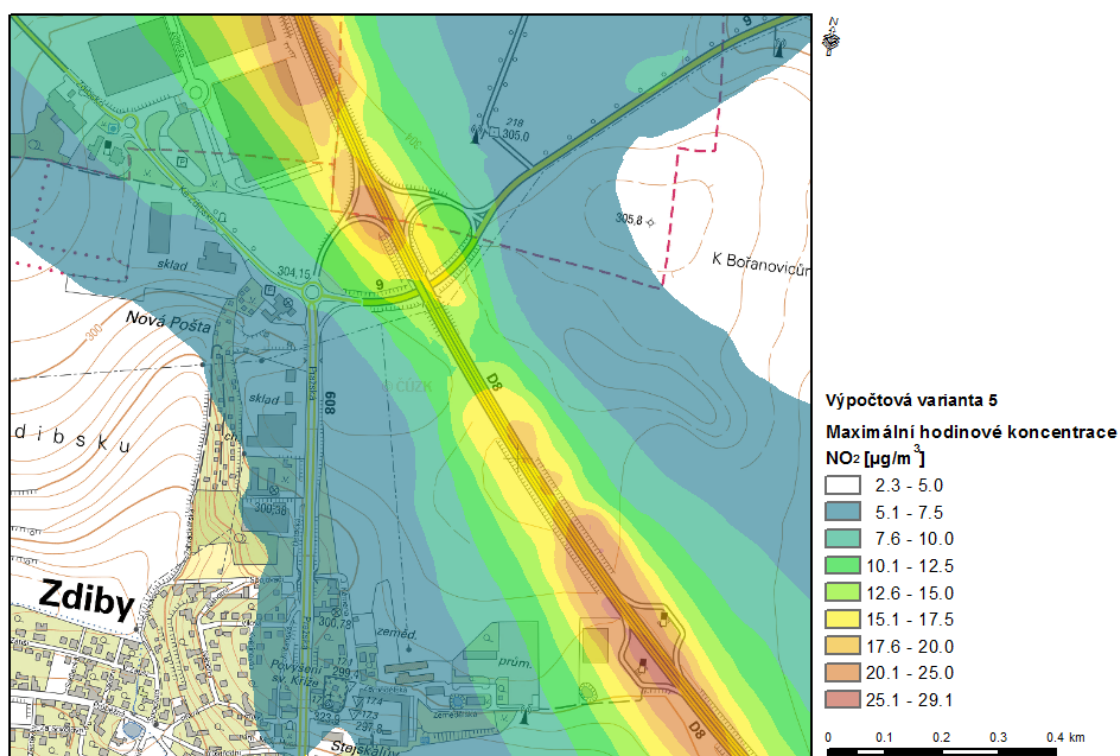 9
N
218
305,0
305,8
K Bořanovicům
sklad
304,15
9
Nová Pošta
300
ČÚZK
D8
Pražská
608
sklad
dibsku
300,38
Zdiby
300,78
zeměd.
prům.
Povýšení
sv. Kříže
Stejskalův
D8
Výpočtová varianta 5
Maximální hodinové koncentrace
NO2 [µg/m3]
2.3 - 5.0
5.1 - 7.5
7.6 - 10.0
10.1 - 12.5
12.6 - 15.0
15.1 - 17.5
17.6 - 20.0
20.1 - 25.0
25.1 - 29.1
0 0.1 0.2 0.3 0.4 km